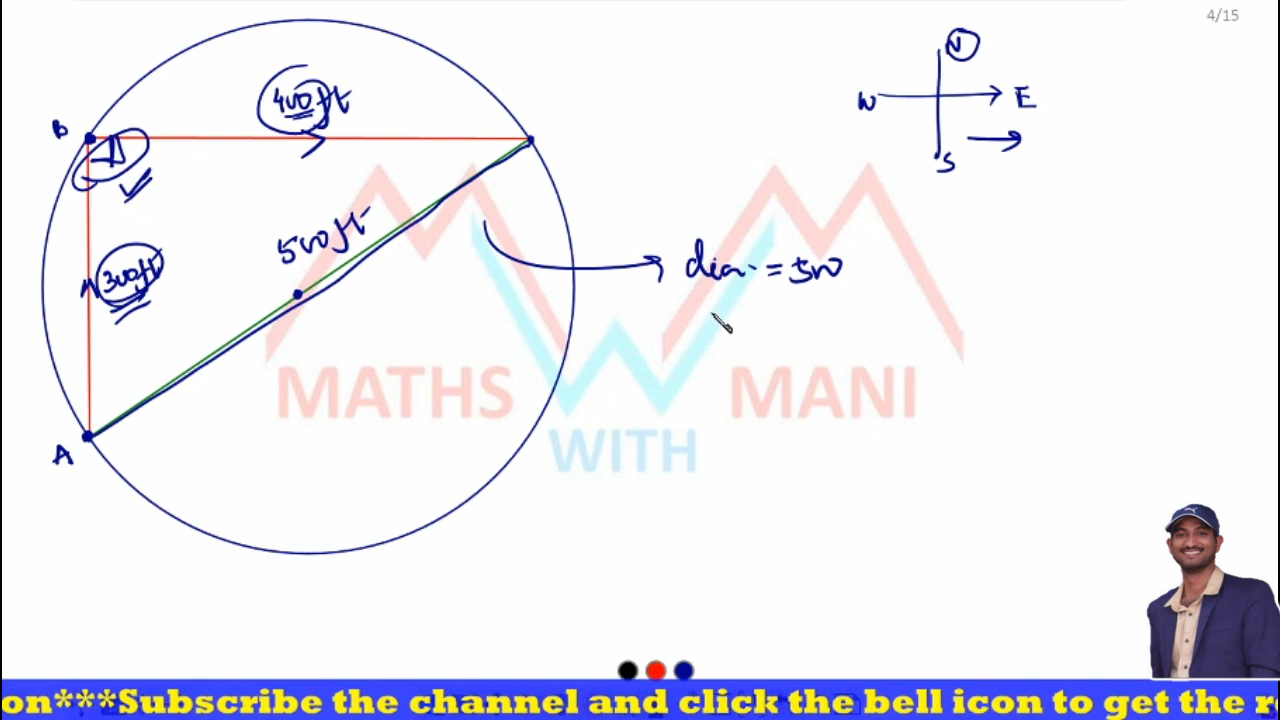 4/15
N
W E
S
B
400ft
300ft
500ft
dia. = 500
A
MATHS
WITH
MANI
on***Subscribe the channel and click the bell icon to get the r